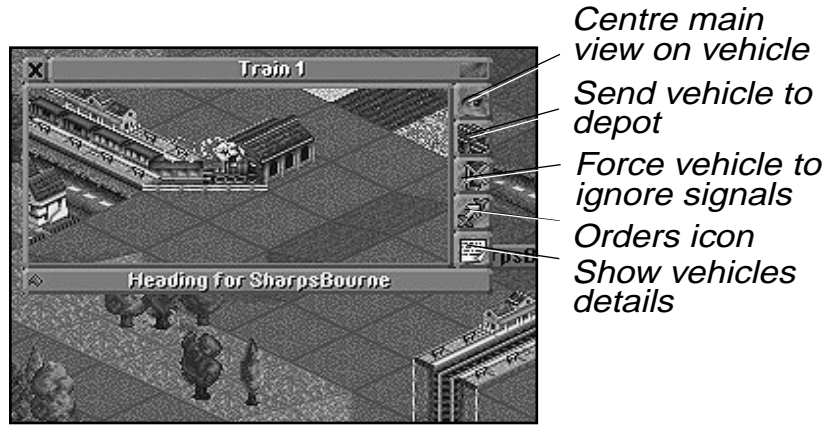 Centre main
view on vehicle
Send vehicle to
depot
Force vehicle to
ignore signals
Orders icon
Show vehicles
details
X
Train 1
Heading for SharpsBourne